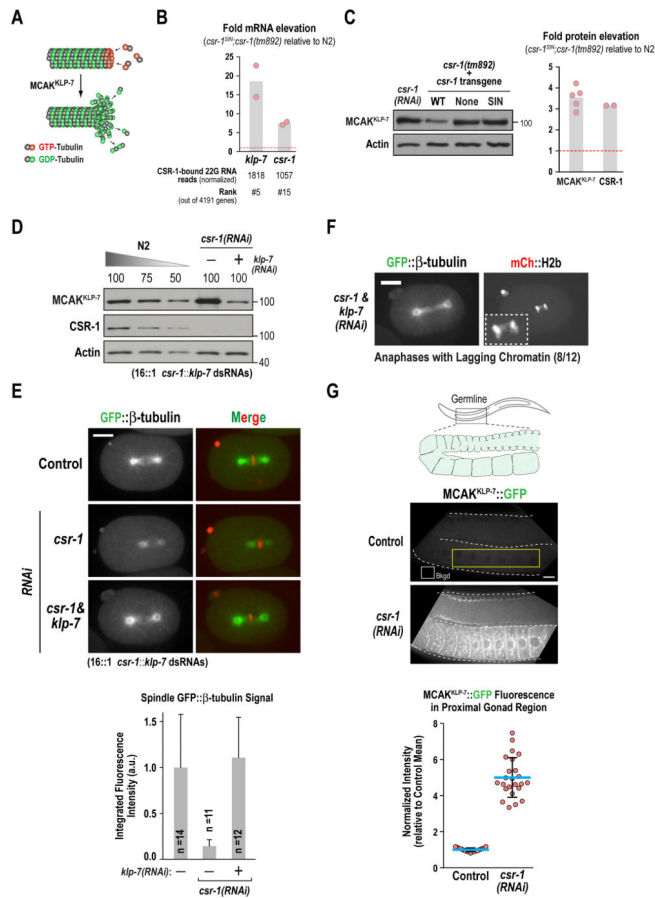 A
GTP-Tubulin
GDP-Tubulin
MCAK^KLP-7
B
Fold mRNA elevation
(csr-1^SIN;csr-1(tm892) relative to N2)
25
20
15
10
5
0
klp-7 csr-1
CSR-1-bound 22G RNA reads (normalized)
1818 1057
Rank
(out of 4191 genes)
#5 #15
C
csr-1(tm892)
+
csr-1 transgene
csr-1
(RNAi)
WT None SIN
MCAK^KLP-7
100
Actin
Fold protein elevation
(csr-1^SIN;csr-1(tm892) relative to N2)
5
4
3
2
1
0
MCAK^KLP-7 CSR-1
D
N2
csr-1(RNAi)
– + klp-7
(RNAi)
100 75 50 100 100
MCAK^KLP-7
100
CSR-1
100
Actin
40
(16::1 csr-1::klp-7 dsRNAs)
F
GFP::β-tubulin mCh::H2b
csr-1 &
klp-7
(RNAi)
Anaphases with Lagging Chromatin (8/12)
E
GFP::β-tubulin Merge
Control
RNAi
csr-1
csr-1&
klp-7
(16::1 csr-1::klp-7 dsRNAs)
Spindle GFP::β-tubulin Signal
Integrated Fluorescence
Intensity (a.u.)
1.5
1.0
0.5
0.0
n =14
n =11
n =12
klp-7(RNAi): – – +
csr-1(RNAi)
G
Germline
MCAK^KLP-7::GFP
Control
Bkgd
csr-1
(RNAi)
MCAK^KLP-7::GFP Fluorescence
in Proximal Gonad Region
Normalized Intensity
(relative to Control Mean)
8
6
4
2
0
Control csr-1
(RNAi)